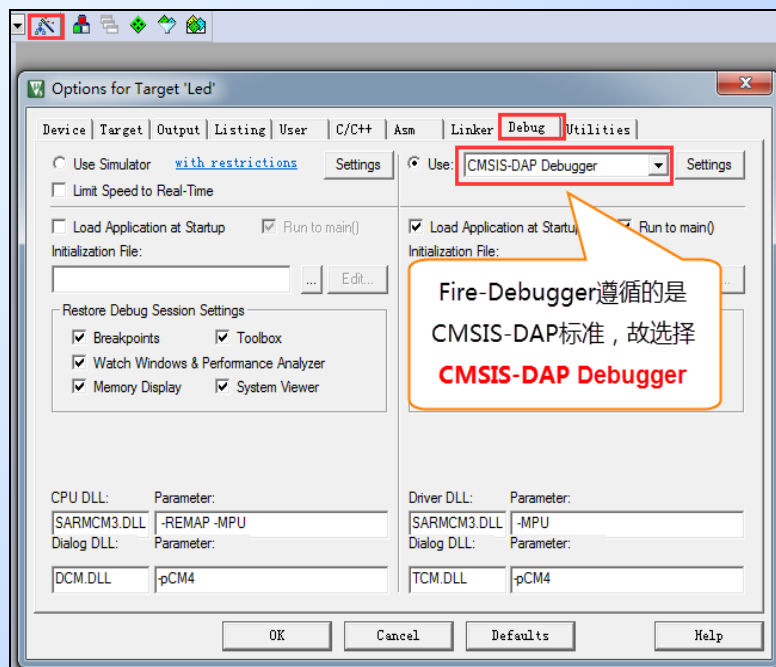 Options for Target 'Led'
Device Target Output Listing User C/C++ Asm Linker Debug Utilities
Use Simulator with restrictions Settings
Limit Speed to Real-Time
Use: CMSIS-DAP Debugger Settings
Load Application at Startup Run to main()
Initialization File:
... Edit...
Load Application at Startup Run to main()
Initialization File:
Fire-Debugger遵循的是
CMSIS-DAP标准，故选择
CMSIS-DAP Debugger
Restore Debug Session Settings
Breakpoints Toolbox
Watch Windows & Performance Analyzer
Memory Display System Viewer
CPU DLL: Parameter:
SARMCM3.DLL -REMAP -MPU
Dialog DLL: Parameter:
DCM.DLL -pCM4
Driver DLL: Parameter:
SARMCM3.DLL -MPU
Dialog DLL: Parameter:
TCM.DLL -pCM4
OK Cancel Defaults Help